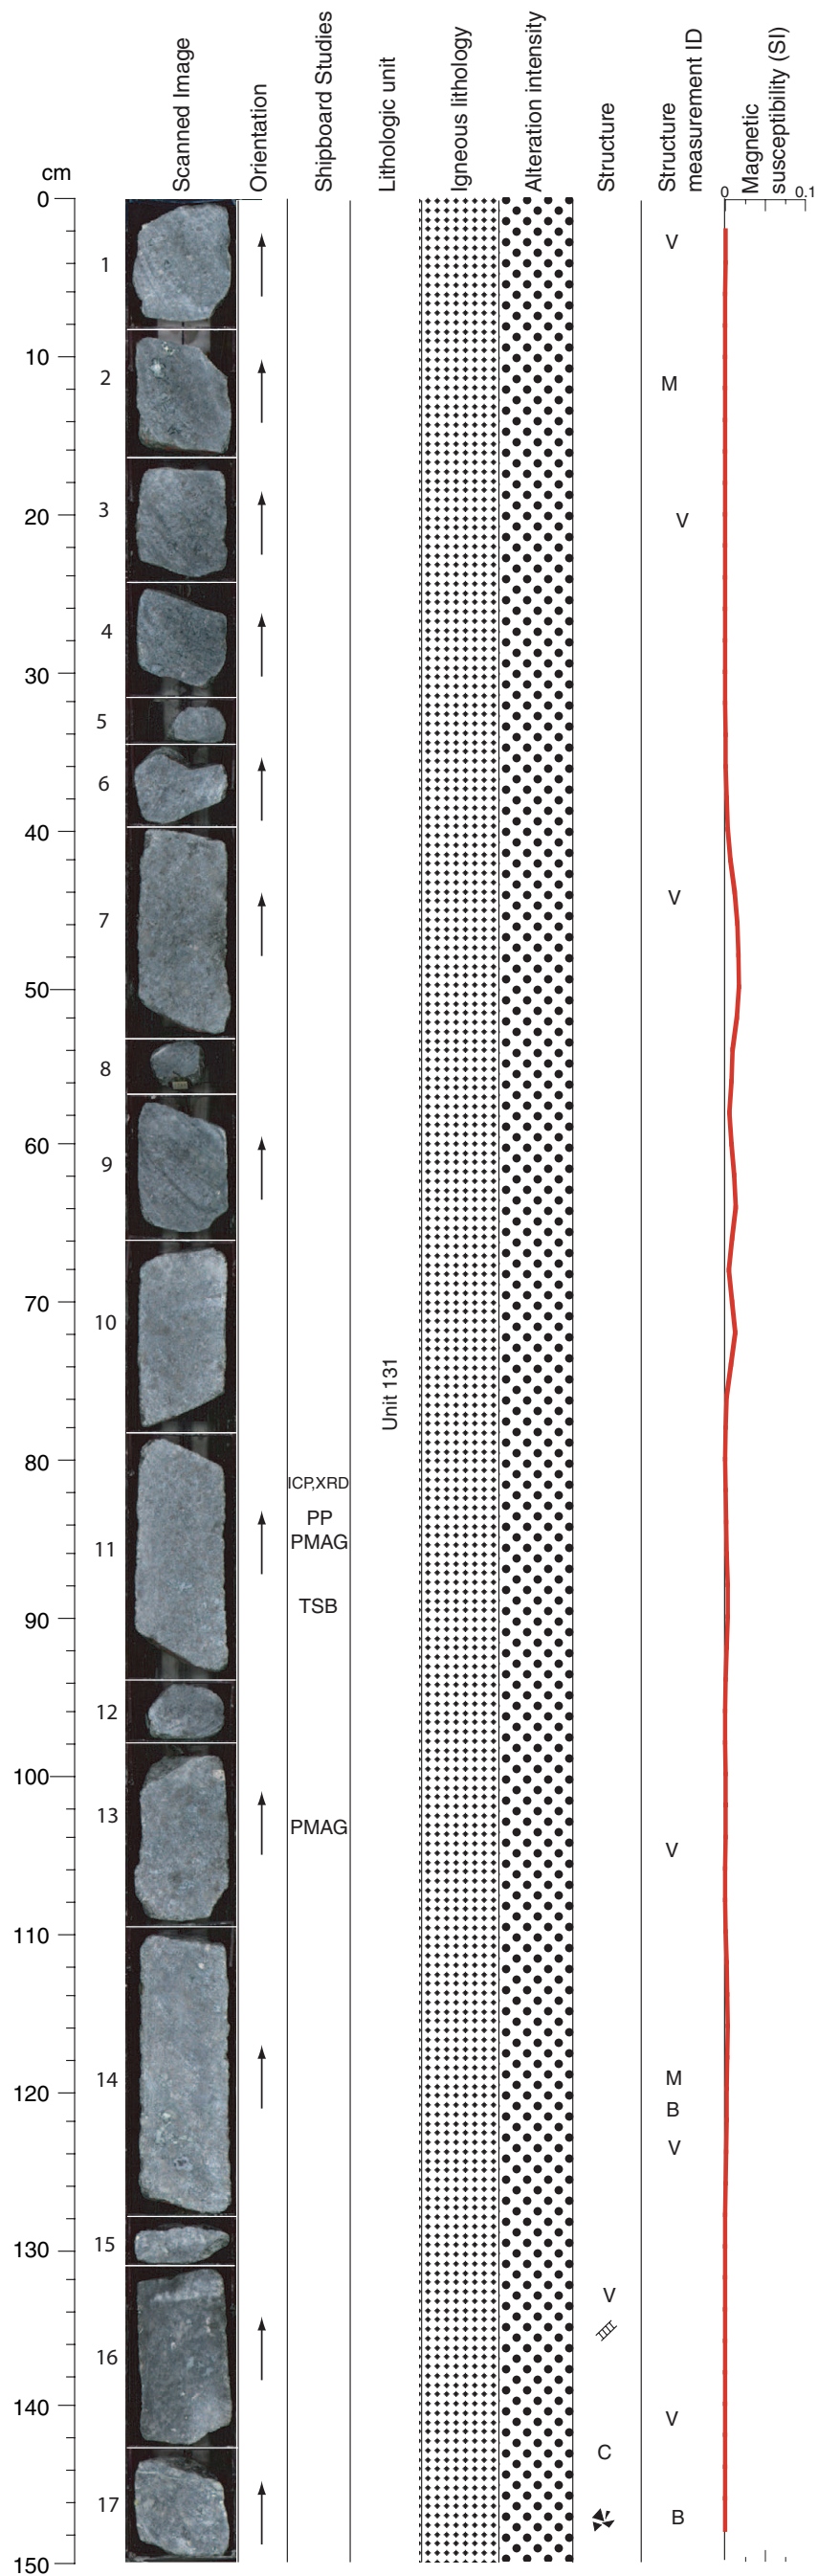 cm
Scanned Image
Orientation
Shipboard Studies
Lithologic unit
Igneous lithology
Alteration intensity
Structure
Structure
measurement ID
Magnetic
susceptibility (SI)
0 0.1
0
V
1
10
2
M
3
20
V
4
30
5
6
40
7
V
50
8
60
9
70
10
Unit 131
80
ICP,XRD
PP
11
PMAG
TSB
90
12
100
13
PMAG
V
110
14
M
120
B
V
15
130
V
16
140
V
C
17
B
150